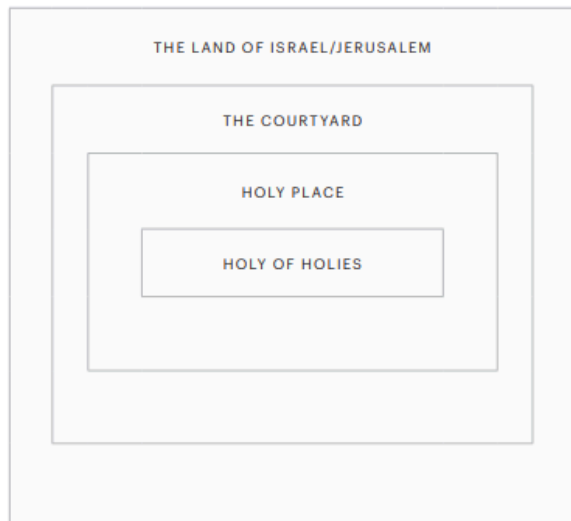 THE LAND OF ISRAEL/JERUSALEM
THE COURTYARD
HOLY PLACE
HOLY OF HOLIES